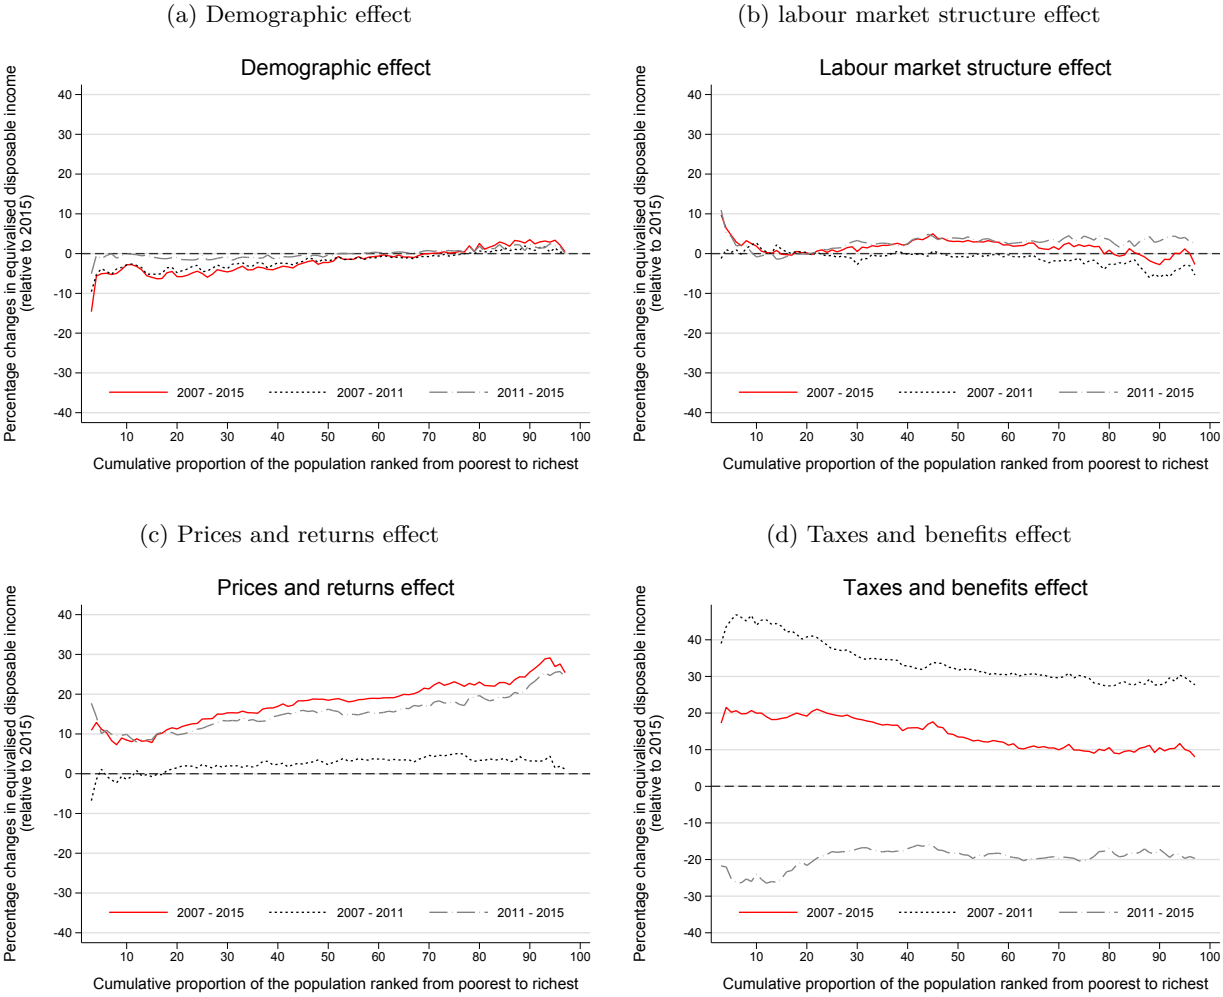 (a) Demographic effect
Demographic effect
Percentage changes in equivalised disposable income
(relative to 2015)
40
30
20
10
0
-10
-20
-30
-40
2007 - 2015
2007 - 2011
2011 - 2015
10 20 30 40 50 60 70 80 90 100
Cumulative proportion of the population ranked from poorest to richest
(b) labour market structure effect
Labour market structure effect
Percentage changes in equivalised disposable income
(relative to 2015)
40
30
20
10
0
-10
-20
-30
-40
2007 - 2015
2007 - 2011
2011 - 2015
10 20 30 40 50 60 70 80 90 100
Cumulative proportion of the population ranked from poorest to richest
(c) Prices and returns effect
Prices and returns effect
Percentage changes in equivalised disposable income
(relative to 2015)
40
30
20
10
0
-10
-20
-30
-40
2007 - 2015
2007 - 2011
2011 - 2015
10 20 30 40 50 60 70 80 90 100
Cumulative proportion of the population ranked from poorest to richest
(d) Taxes and benefits effect
Taxes and benefits effect
Percentage changes in equivalised disposable income
(relative to 2015)
40
30
20
10
0
-10
-20
-30
-40
2007 - 2015
2007 - 2011
2011 - 2015
10 20 30 40 50 60 70 80 90 100
Cumulative proportion of the population ranked from poorest to richest